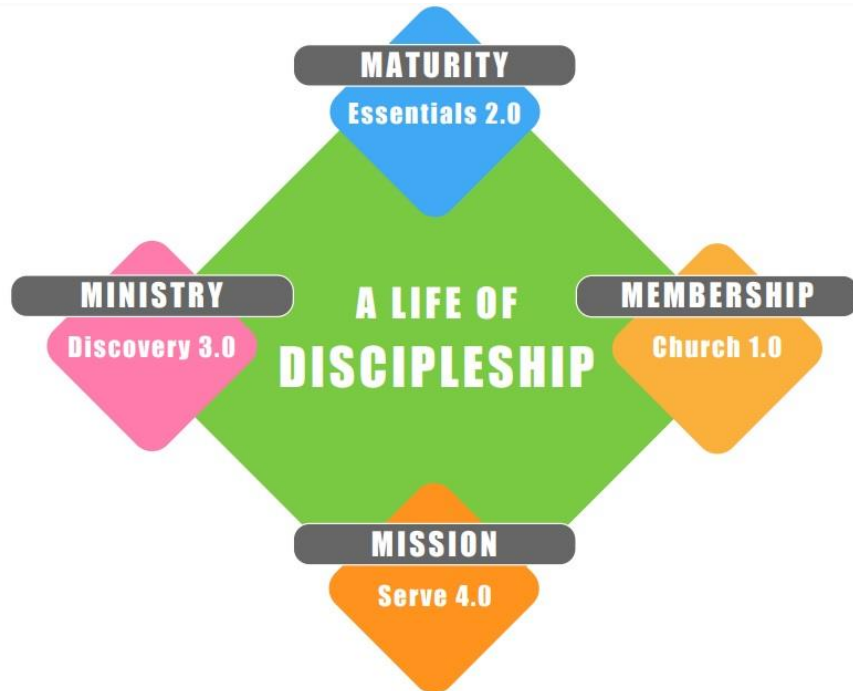 MATURITY
Essentials 2.0
MINISTRY
Discovery 3.0
A LIFE OF
DISCIPLESHIP
MEMBERSHIP
Church 1.0
MISSION
Serve 4.0